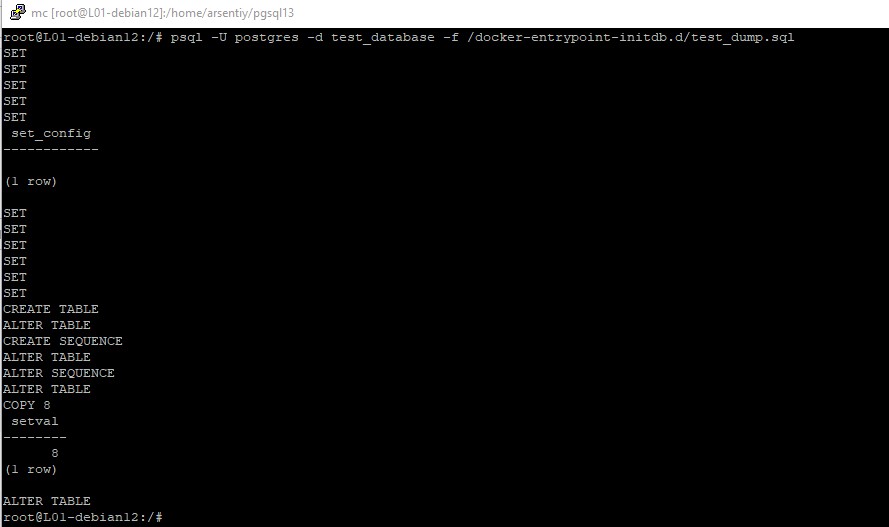 mc [root@L01-debian12]:/home/arsentiy/pgsql13
root@L01-debian12:/# psql -U postgres -d test_database -f /docker-entrypoint-initdb.d/test_dump.sql
SET
SET
SET
SET
SET
 set_config
------------

(1 row)

SET
SET
SET
SET
SET
SET
CREATE TABLE
ALTER TABLE
CREATE SEQUENCE
ALTER TABLE
ALTER SEQUENCE
ALTER TABLE
COPY 8
 setval
--------
      8
(1 row)

ALTER TABLE
root@L01-debian12:/#